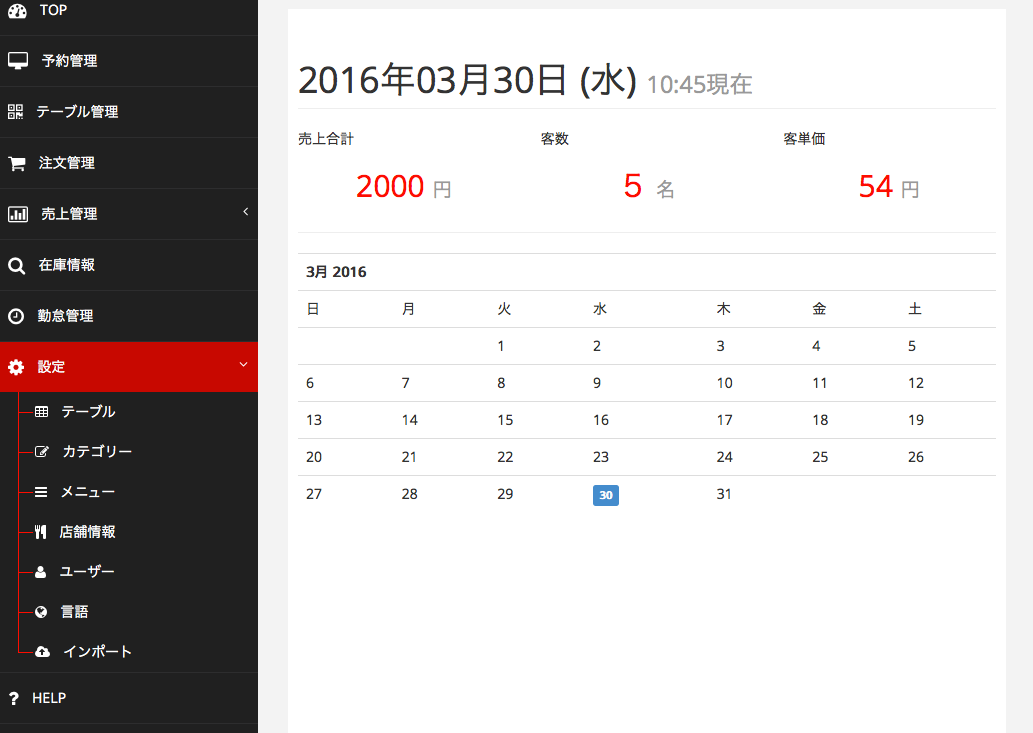 TOP
予約管理
テーブル管理
注文管理
売上管理
在庫情報
勤怠管理
設定
テーブル
カテゴリー
メニュー
店舗情報
ユーザー
言語
インポート
HELP
2016年03月30日 (水) 10:45現在
売上合計 客数 客単価
2000 円 5 名 54 円
3月 2016
日 月 火 水 木 金 土
1 2 3 4 5
6 7 8 9 10 11 12
13 14 15 16 17 18 19
20 21 22 23 24 25 26
27 28 29 30 31